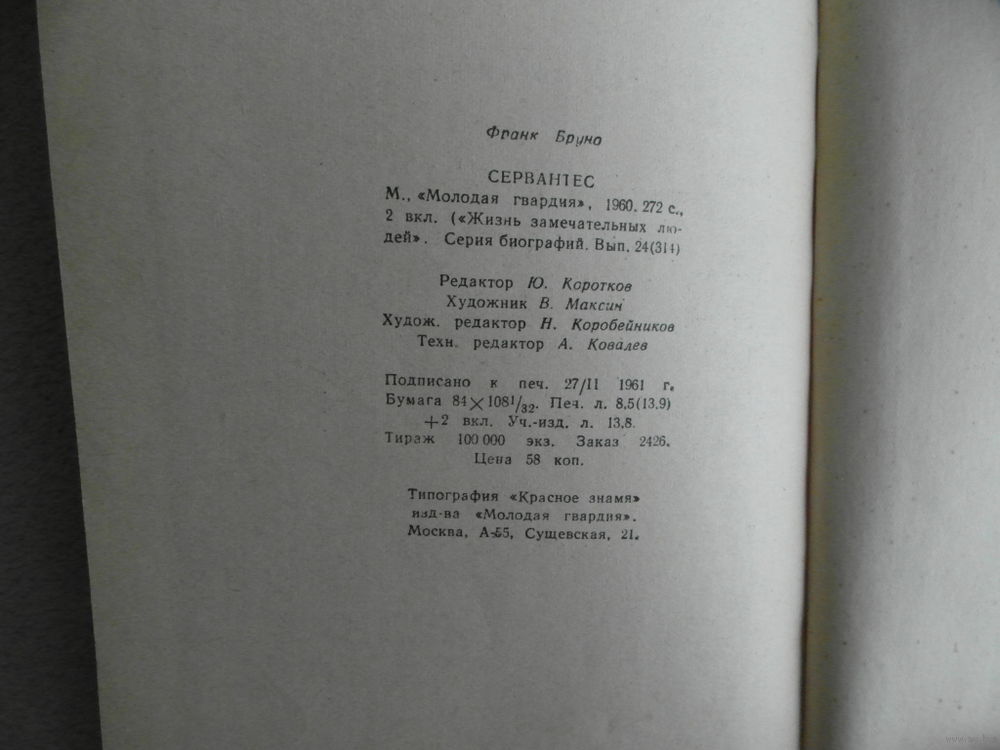 Франк Бруно
СЕРВАНТЕС
М., «Молодая гвардия», 1960. 272 с.,
2 вкл. («Жизнь замечательных лю-
дей». Серия биографий. Вып. 24(314)
Редактор Ю. Коротков
Художник В. Максин
Худож. редактор Н. Коробейников
Техн. редактор А. Ковалев
Подписано к печ. 27/II 1961 г.
Бумага 84×108¹/₃₂. Печ. л. 8,5(13,9)
+2 вкл. Уч.-изд. л. 13,8.
Тираж 100 000 экз. Заказ 2426.
Цена 58 коп.
Типография «Красное знамя»
изд-ва «Молодая гвардия».
Москва, А-55, Сущевская, 21.